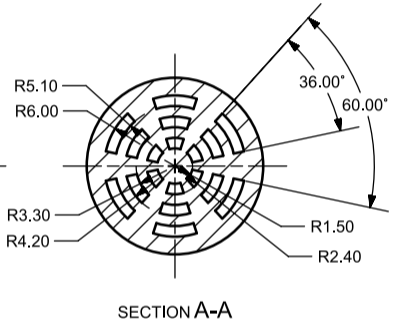 R5.10
R6.00
36.00°
60.00°
R3.30
R4.20
R1.50
R2.40
SECTION A-A